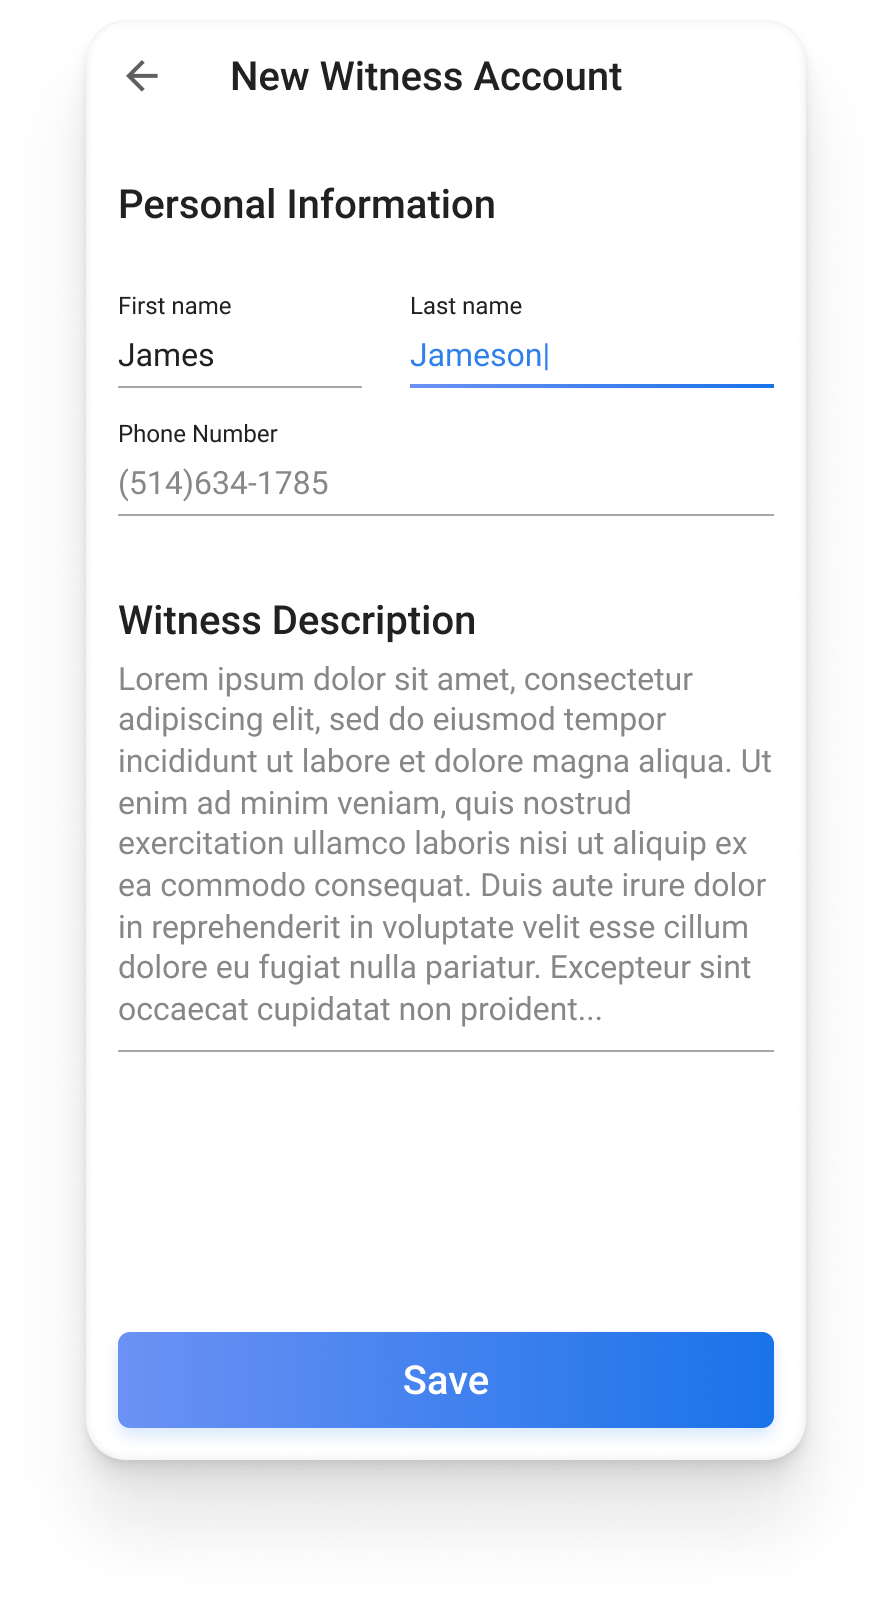 New Witness Account
Personal Information
First name
Last name
James
Jameson
Phone Number
(514)634-1785
Witness Description
Lorem ipsum dolor sit amet, consectetur
adipiscing elit, sed do eiusmod tempor
incididunt ut labore et dolore magna aliqua. Ut
enim ad minim veniam, quis nostrud
exercitation ullamco laboris nisi ut aliquip ex
ea commodo consequat. Duis aute irure dolor
in reprehenderit in voluptate velit esse cillum
dolore eu fugiat nulla pariatur. Excepteur sint
occaecat cupidatat non proident...
Save